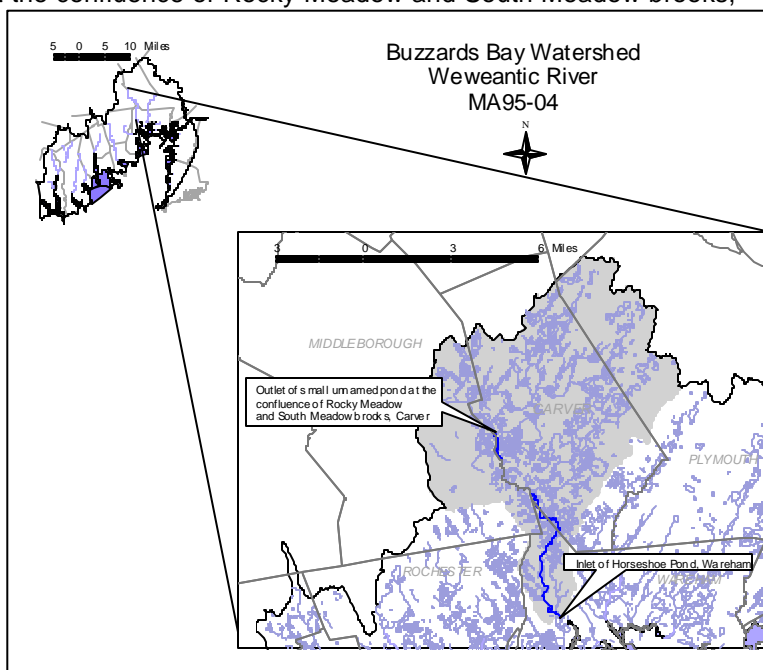 the confluence of Rocky Meadow and South Meadow brooks,
5 0 5 10 Miles
Buzzards Bay Watershed
Weweantic River
MA95-04
N
3 0 3 6 Miles
MIDDLEBOROUGH
Outlet of small unnamed pond at the
confluence of Rocky Meadow
and South Meadow brooks, Carver
CARVER
PLYMOUTH
Inlet of Horseshoe Pond, Wareham
ROCHESTER
WAREHAM